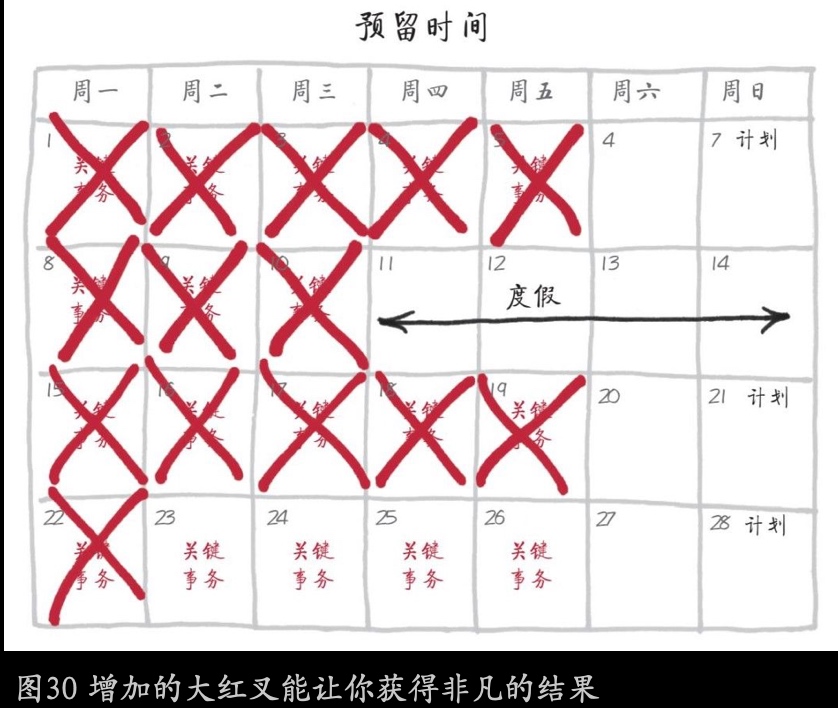 预留时间
周一 周二 周三 周四 周五 周六 周日
1 2 3 4 5 4 7 计划
关键 关键 关键 关键 关键
事务 事务 事务 事务 事务
8 9 10 11 12 13 14
关键 关键 关键 度假
事务 事务 事务
15 16 17 18 19 20 21 计划
关键 关键 关键 关键 关键
事务 事务 事务 事务 事务
22 23 24 25 26 27 28 计划
关键 关键 关键 关键 关键
事务 事务 事务 事务 事务
图30 增加的大红叉能让你获得非凡的结果